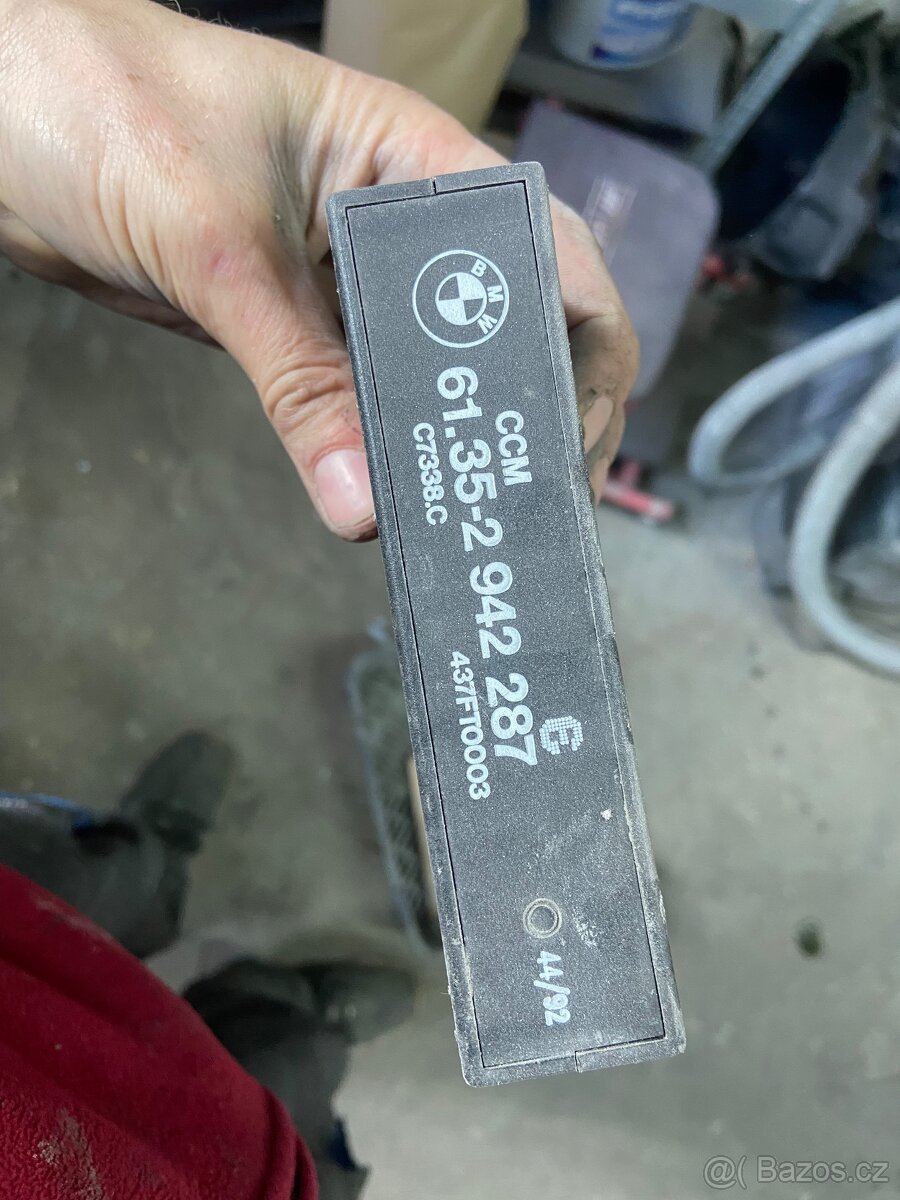 BMW
CCM
61.35-2 942 287
C7338.C
437FT0003
44/92
@( Bazos.cz